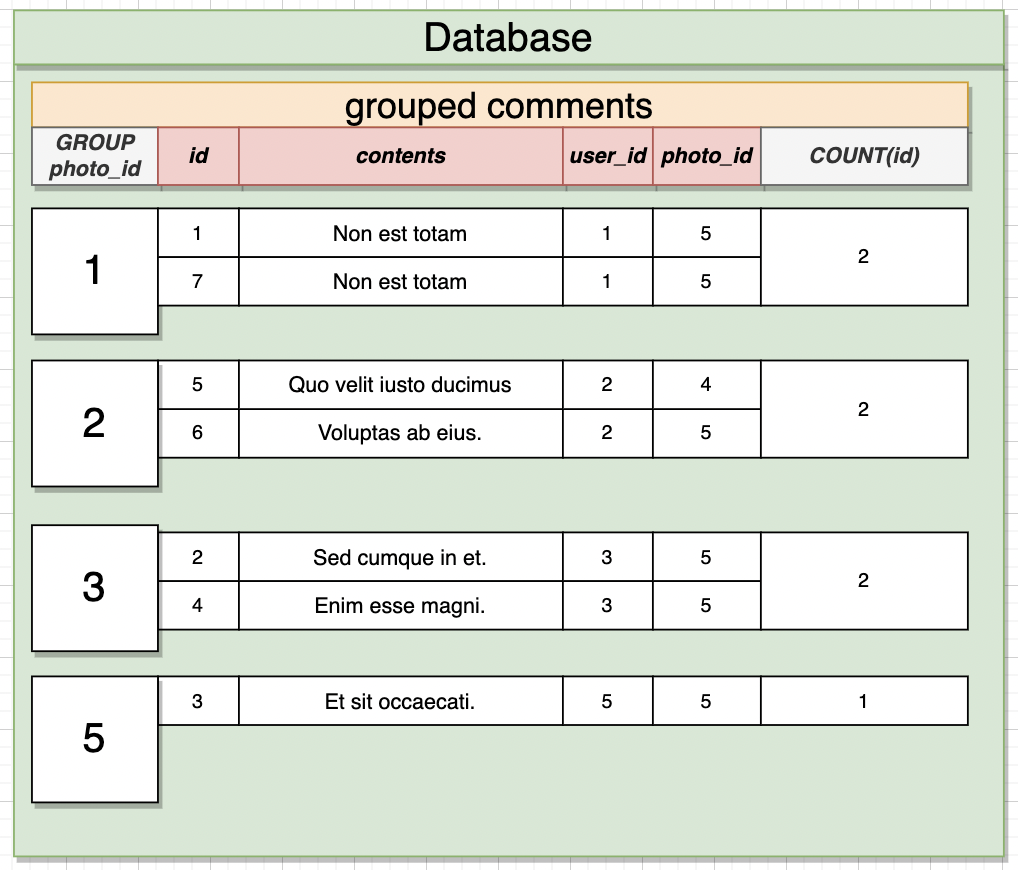 Database
grouped comments
GROUP photo_id id contents user_id photo_id COUNT(id)
1
1 Non est totam 1 5 2
7 Non est totam 1 5
2
5 Quo velit iusto ducimus 2 4 2
6 Voluptas ab eius. 2 5
3
2 Sed cumque in et. 3 5 2
4 Enim esse magni. 3 5
5
3 Et sit occaecati. 5 5 1